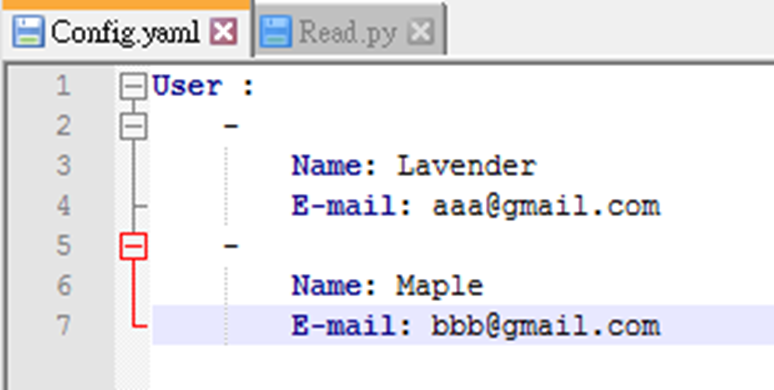 Config.yaml Read.py
1 User :
2 -
3 Name: Lavender
4 E-mail: aaa@gmail.com
5 -
6 Name: Maple
7 E-mail: bbb@gmail.com